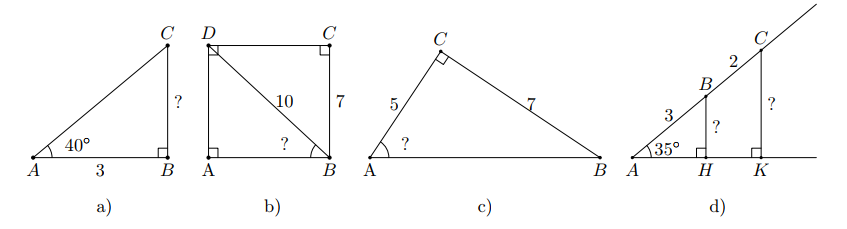 C D C
C
C
10 7
?
5 7
2
B
3 ? ?
40° ? ? 35°
A 3 B A B A B A H K
a) b) c) d)